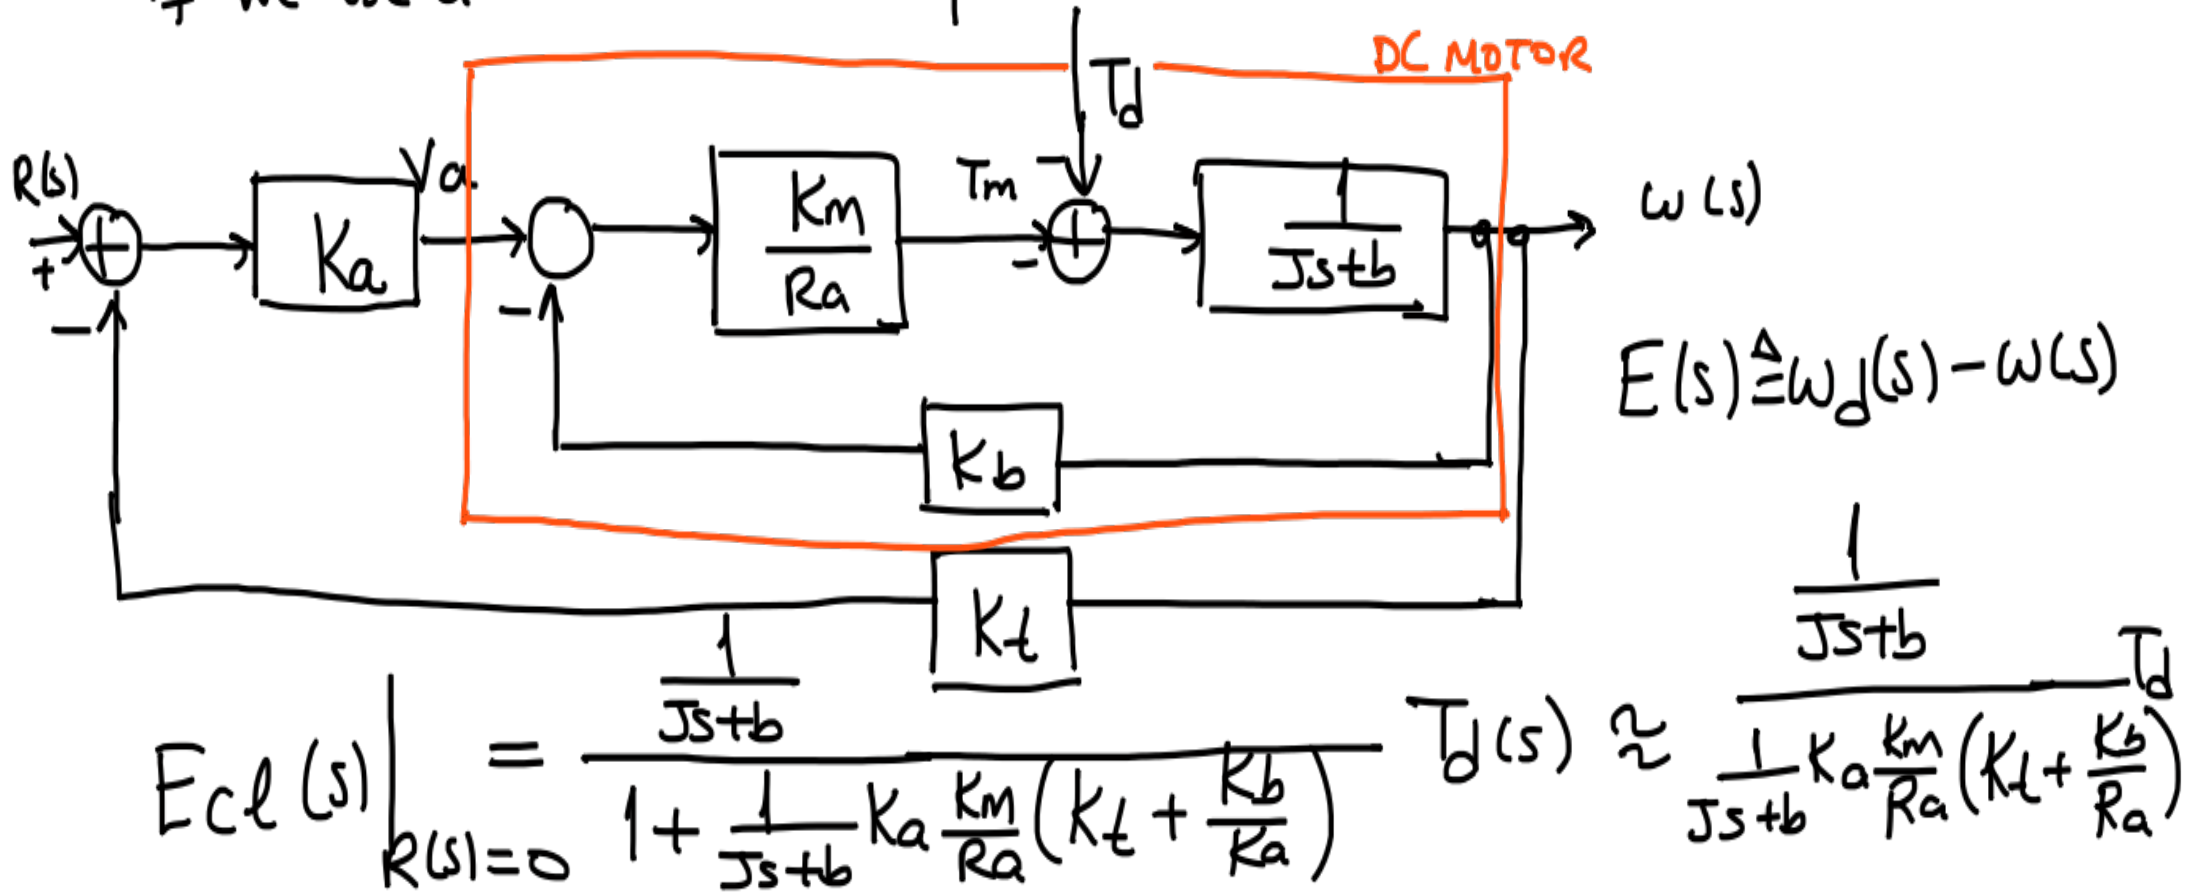 DC MOTOR
Td
R(s) + − Ka Va − Km/Ra Tm − − 1/(Js+b) ω(s)
E(s) ≜ ωd(s) − ω(s)
Kb
Kt
Ecl(s)|R(s)=0 = (1/(Js+b)) / (1 + 1/(Js+b) Ka Km/Ra (Kt + Kb/Ka)) Td(s) ≈ (1/(Js+b)) / (1/(Js+b) Ka Km/Ra (Kt + Kb/Ra)) Td